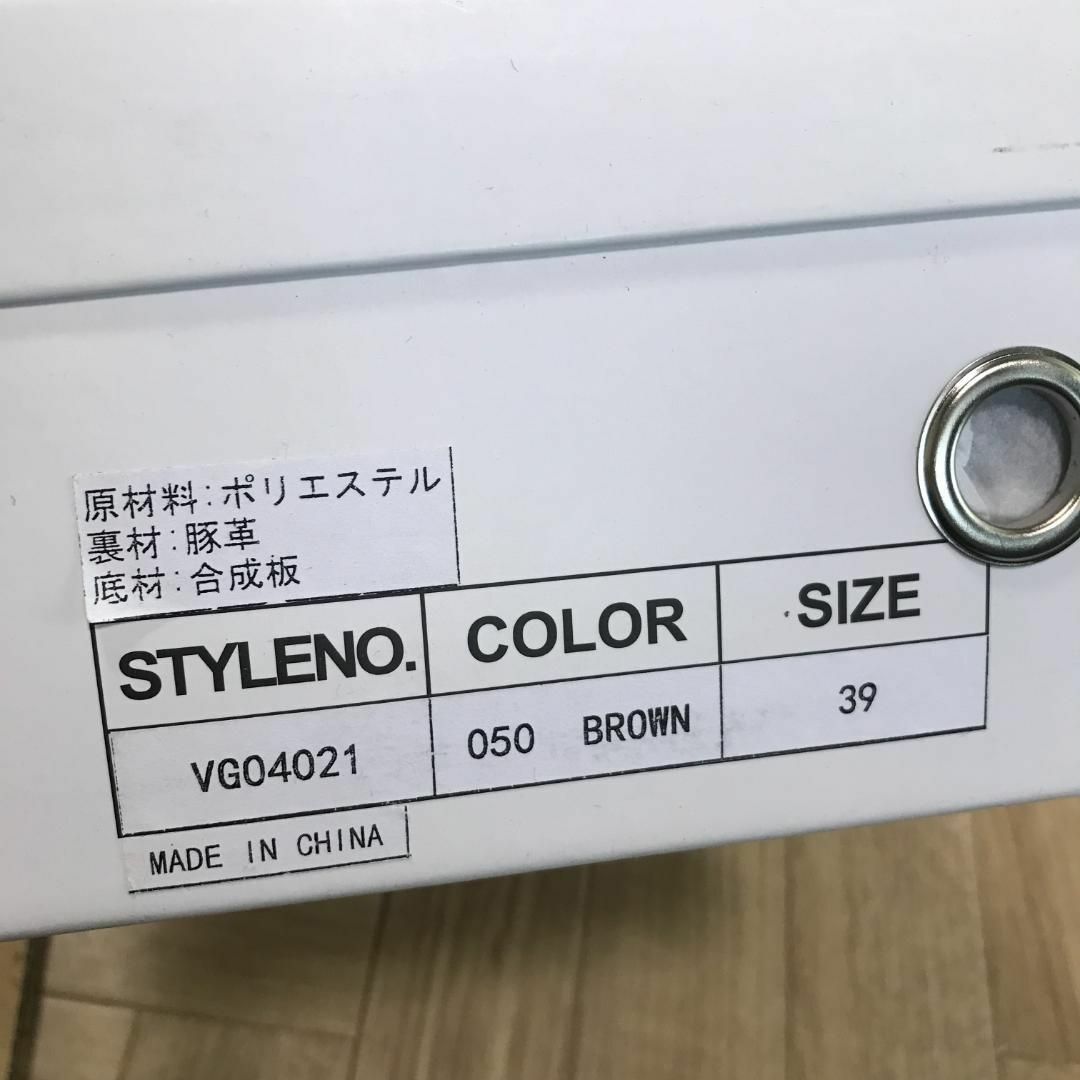 原材料:ポリエステル
裏材:豚革
底材:合成板
STYLENO. COLOR SIZE
VG04021 050 BROWN 39
MADE IN CHINA